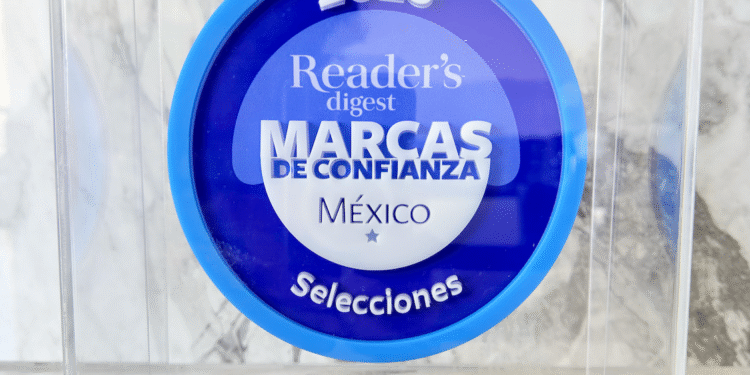 Reader's
digest
MARCAS
DE CONFIANZA
MÉXICO
Selecciones